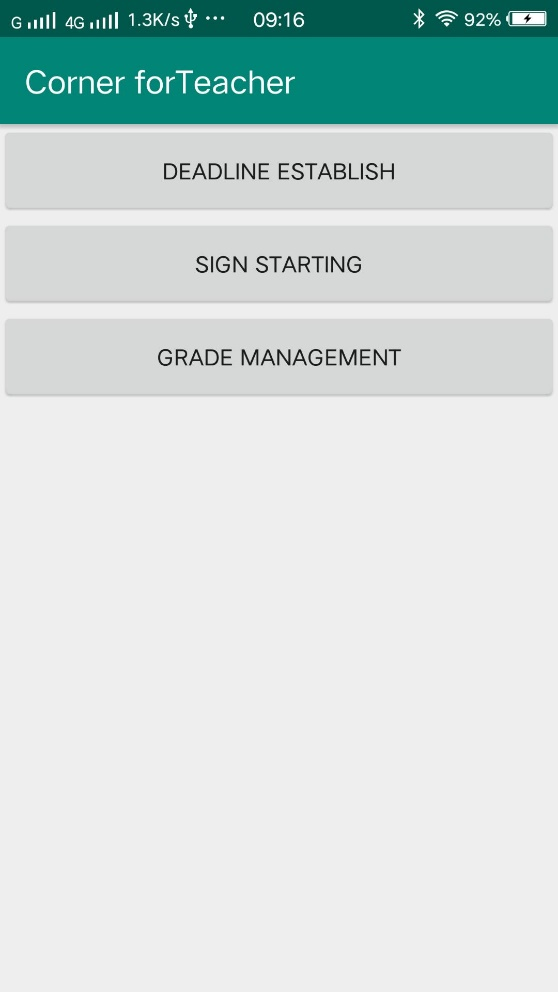 G 4G 1.3K/s ··· 09:16 92%
Corner forTeacher
DEADLINE ESTABLISH
SIGN STARTING
GRADE MANAGEMENT